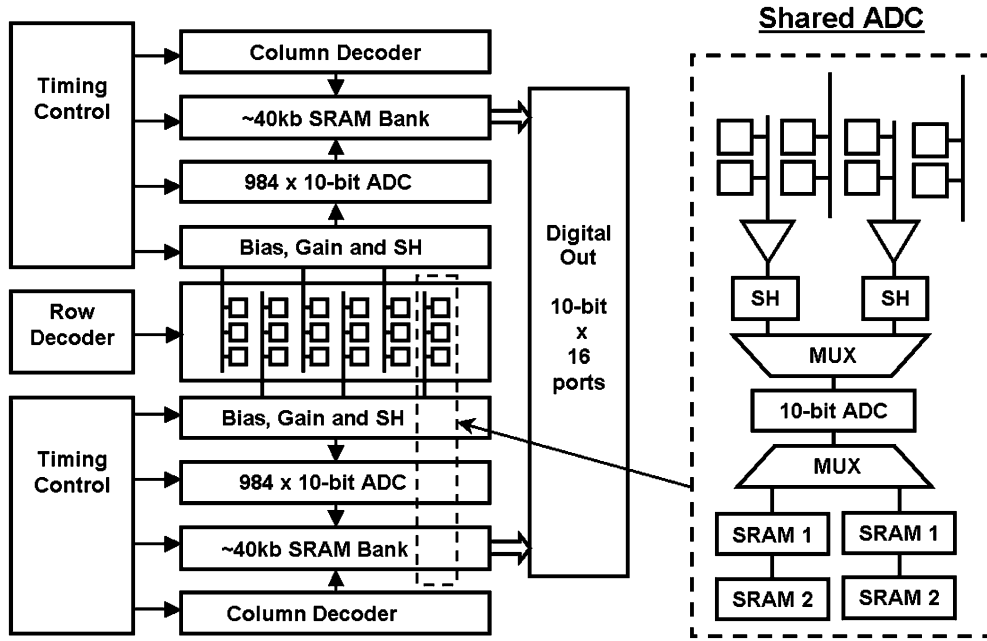 Shared ADC
Timing
Control
Column Decoder
~40kb SRAM Bank
984 x 10-bit ADC
Bias, Gain and SH
Row
Decoder
Timing
Control
Bias, Gain and SH
984 x 10-bit ADC
~40kb SRAM Bank
Column Decoder
Digital
Out
10-bit
x
16
ports
SH
SH
MUX
10-bit ADC
MUX
SRAM 1
SRAM 1
SRAM 2
SRAM 2